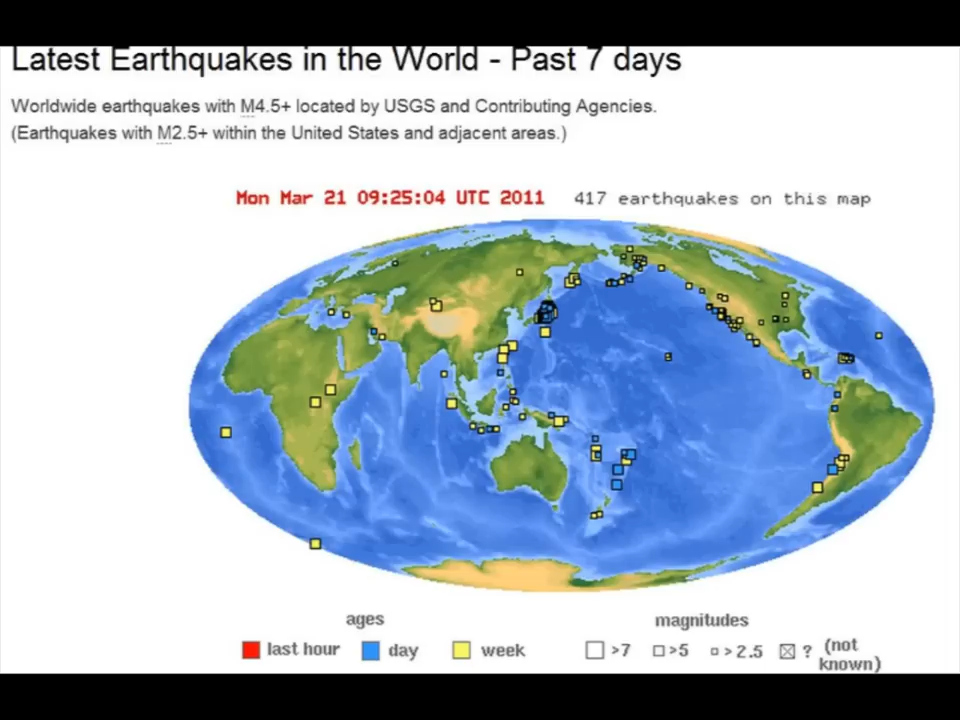 Latest Earthquakes in the World - Past 7 days
Worldwide earthquakes with M4.5+ located by USGS and Contributing Agencies.
(Earthquakes with M2.5+ within the United States and adjacent areas.)
Mon Mar 21 09:25:04 UTC 2011 417 earthquakes on this map
ages magnitudes
last hour day week >7 >5 >2.5 ? (not
known)